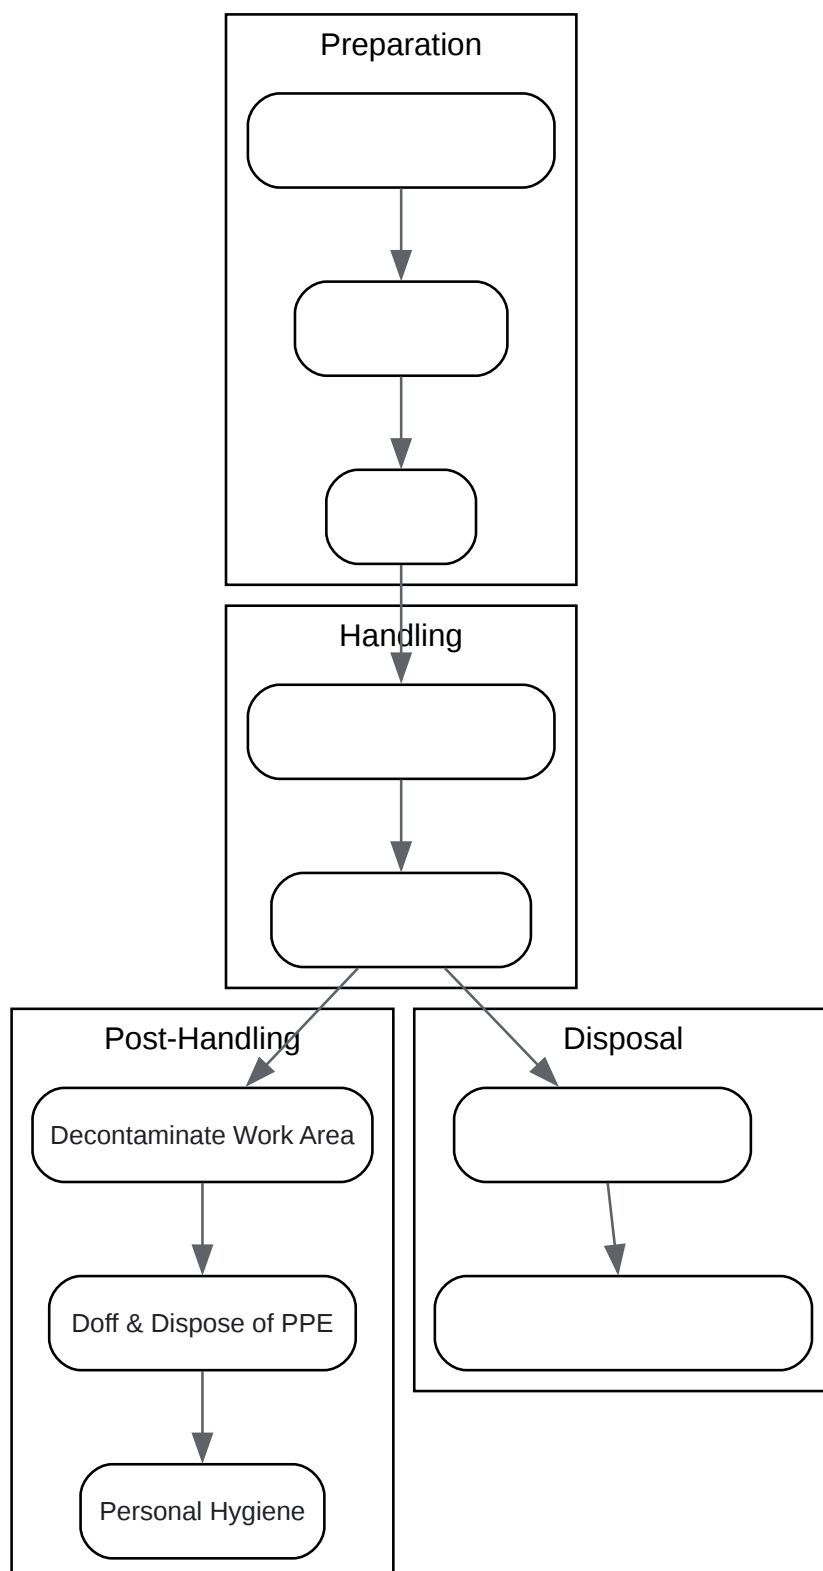 Preparation
Handling
Post-Handling
Disposal
Decontaminate Work Area
Doff & Dispose of PPE
Personal Hygiene